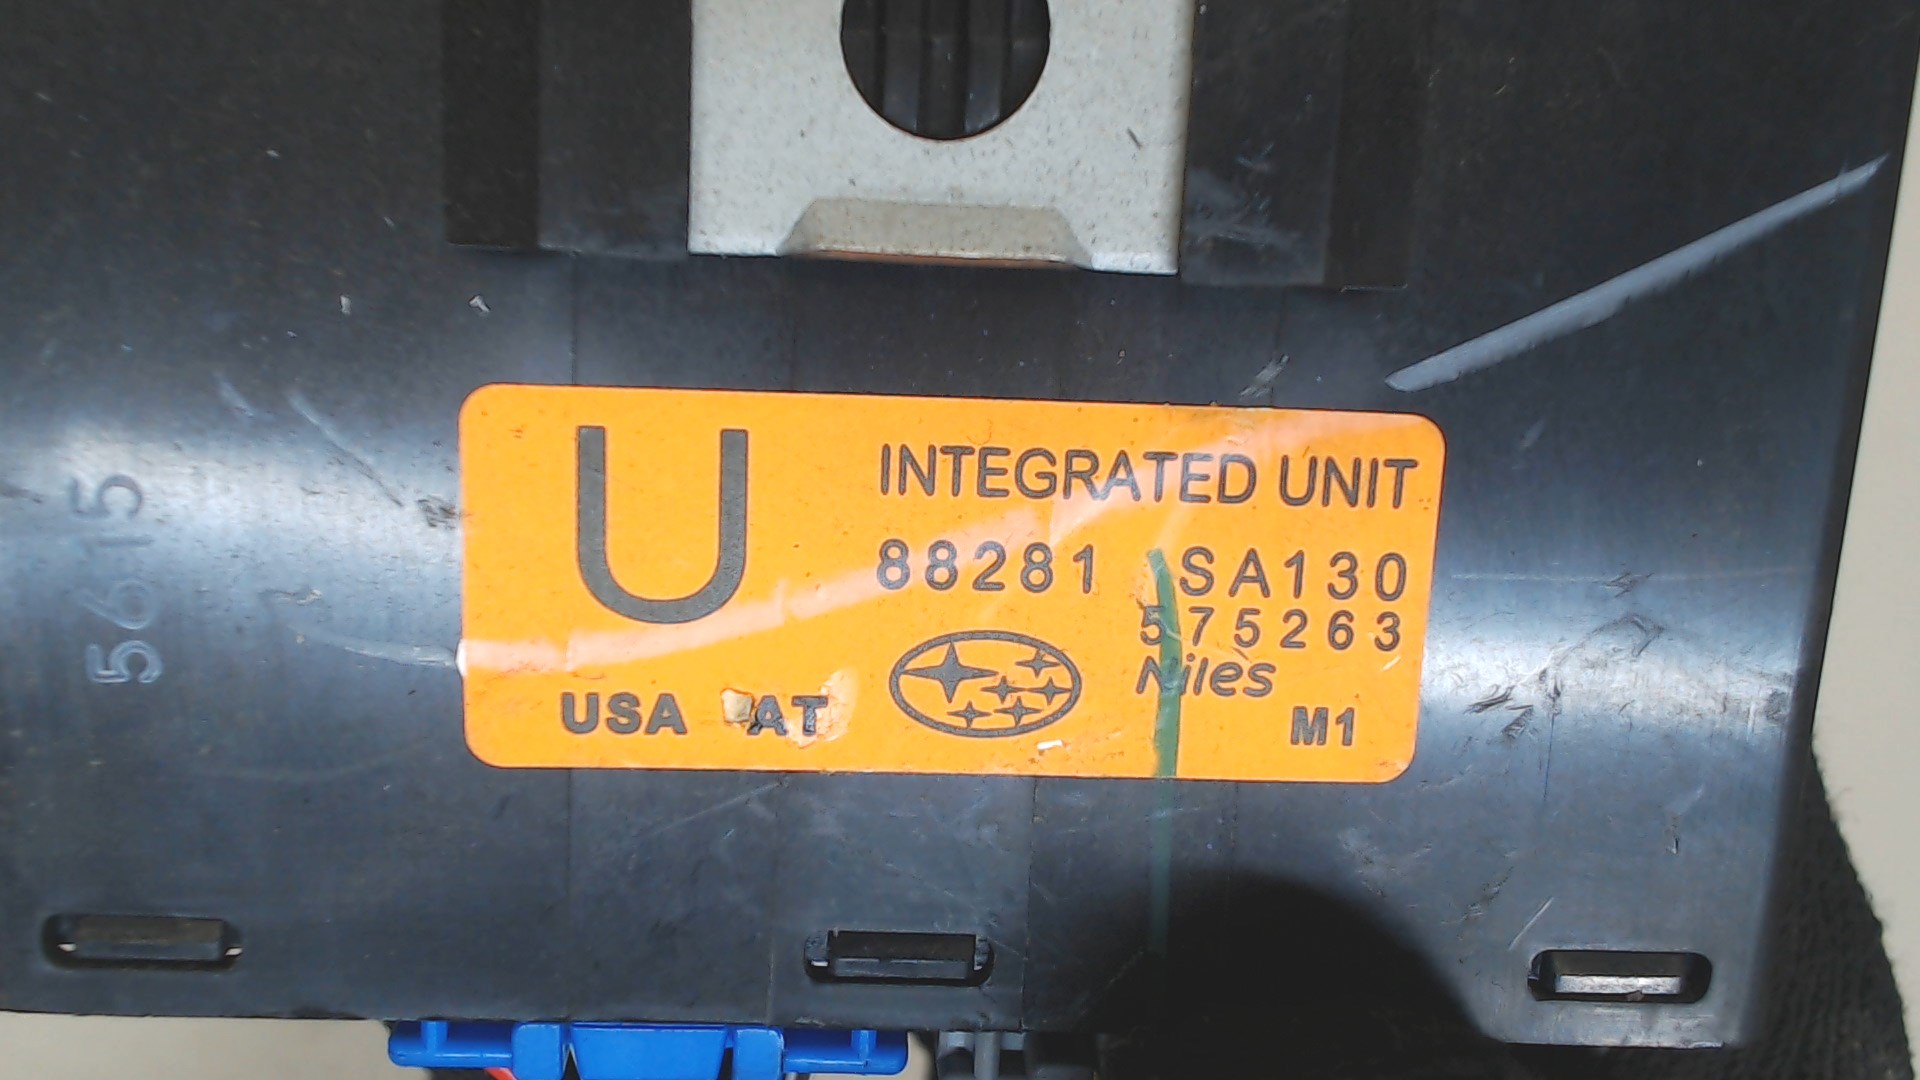 U
INTEGRATED UNIT
88281 SA130
575263
Niles
USA AT
M1
5615